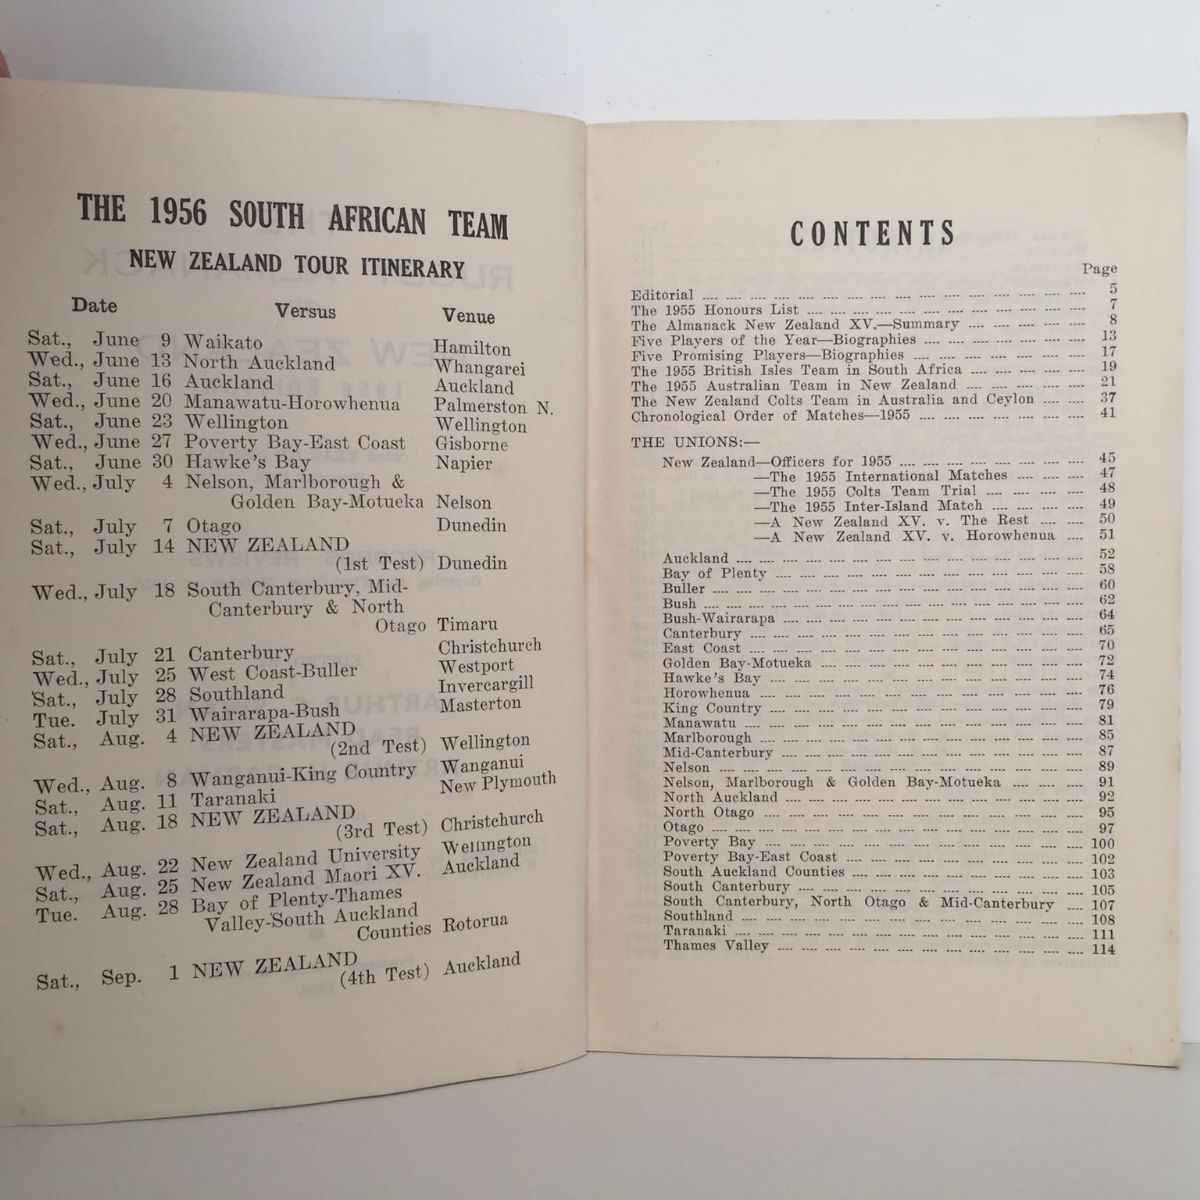 THE 1956 SOUTH AFRICAN TEAM
NEW ZEALAND TOUR ITINERARY
Date Versus Venue
Sat., June 9 Waikato Hamilton
Wed., June 13 North Auckland Whangarei
Sat., June 16 Auckland Auckland
Wed., June 20 Manawatu-Horowhenua Palmerston N.
Sat., June 23 Wellington Wellington
Wed., June 27 Poverty Bay-East Coast Gisborne
Sat., June 30 Hawke's Bay Napier
Wed., July 4 Nelson, Marlborough &
Golden Bay-Motueka Nelson
Sat., July 7 Otago Dunedin
Sat., July 14 NEW ZEALAND
(1st Test) Dunedin
Wed., July 18 South Canterbury, Mid-
Canterbury & North
Otago Timaru
Sat., July 21 Canterbury Christchurch
Wed., July 25 West Coast-Buller Westport
Sat., July 28 Southland Invercargill
Tue. July 31 Wairarapa-Bush Masterton
Sat., Aug. 4 NEW ZEALAND
(2nd Test) Wellington
Wed., Aug. 8 Wanganui-King Country Wanganui
Sat., Aug. 11 Taranaki New Plymouth
Sat., Aug. 18 NEW ZEALAND
(3rd Test) Christchurch
Wed., Aug. 22 New Zealand University Wellington
Sat., Aug. 25 New Zealand Maori XV. Auckland
Tue. Aug. 28 Bay of Plenty-Thames
Valley-South Auckland
Counties Rotorua
Sat., Sep. 1 NEW ZEALAND
(4th Test) Auckland
CONTENTS
Page
Editorial .... 5
The 1955 Honours List .... 7
The Almanack New Zealand XV.—Summary .... 8
Five Players of the Year—Biographies .... 13
Five Promising Players—Biographies .... 17
The 1955 British Isles Team in South Africa .... 19
The 1955 Australian Team in New Zealand .... 21
The New Zealand Colts Team in Australia and Ceylon .... 37
Chronological Order of Matches—1955 .... 41
THE UNIONS:—
New Zealand—Officers for 1955 .... 45
—The 1955 International Matches .... 47
—The 1955 Colts Team Trial .... 48
—The 1955 Inter-Island Match .... 49
—A New Zealand XV. v. The Rest .... 50
—A New Zealand XV. v. Horowhenua .... 51
Auckland .... 52
Bay of Plenty .... 58
Buller .... 60
Bush .... 62
Bush-Wairarapa .... 64
Canterbury .... 65
East Coast .... 70
Golden Bay-Motueka .... 72
Hawke's Bay .... 74
Horowhenua .... 76
King Country .... 79
Manawatu .... 81
Marlborough .... 85
Mid-Canterbury .... 87
Nelson .... 89
Nelson, Marlborough & Golden Bay-Motueka .... 91
North Auckland .... 92
North Otago .... 95
Otago .... 97
Poverty Bay .... 100
Poverty Bay-East Coast .... 102
South Auckland Counties .... 103
South Canterbury .... 105
South Canterbury, North Otago & Mid-Canterbury .... 107
Southland .... 108
Taranaki .... 111
Thames Valley .... 114